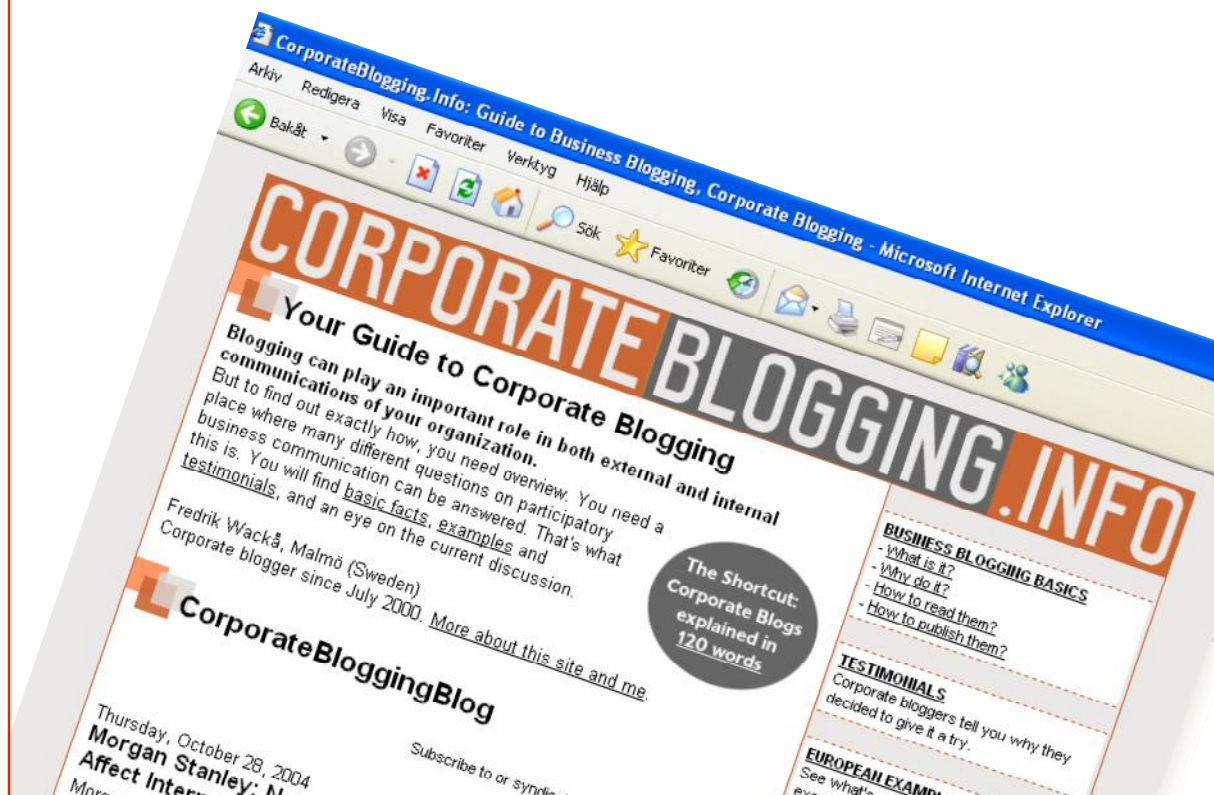 CorporateBlogging.Info: Guide to Business Blogging, Corporate Blogging - Microsoft Internet Explorer
Arkiv Redigera Visa Favoriter Verktyg Hjälp
Bakåt Sök Favoriter
CORPORATEBLOGGING.INFO
Your Guide to Corporate Blogging
Blogging can play an important role in both external and internal
communications of your organization.
But to find out exactly how, you need overview. You need a
place where many different questions on participatory
business communication can be answered. That's what
this is. You will find basic facts, examples and
testimonials, and an eye on the current discussion.
Fredrik Wackå, Malmö (Sweden)
Corporate blogger since July 2000. More about this site and me.
The Shortcut:
Corporate Blogs
explained in
120 words
CorporateBloggingBlog
Subscribe to or
Thursday, October 28, 2004
Morgan Stanley:
Affect
BUSINESS BLOGGING BASICS
- What is it?
- Why do it?
- How to read them?
- How to publish them?
TESTIMONIALS
Corporate bloggers tell you why they
decided to give it a try.
EUROPEAN
See what's